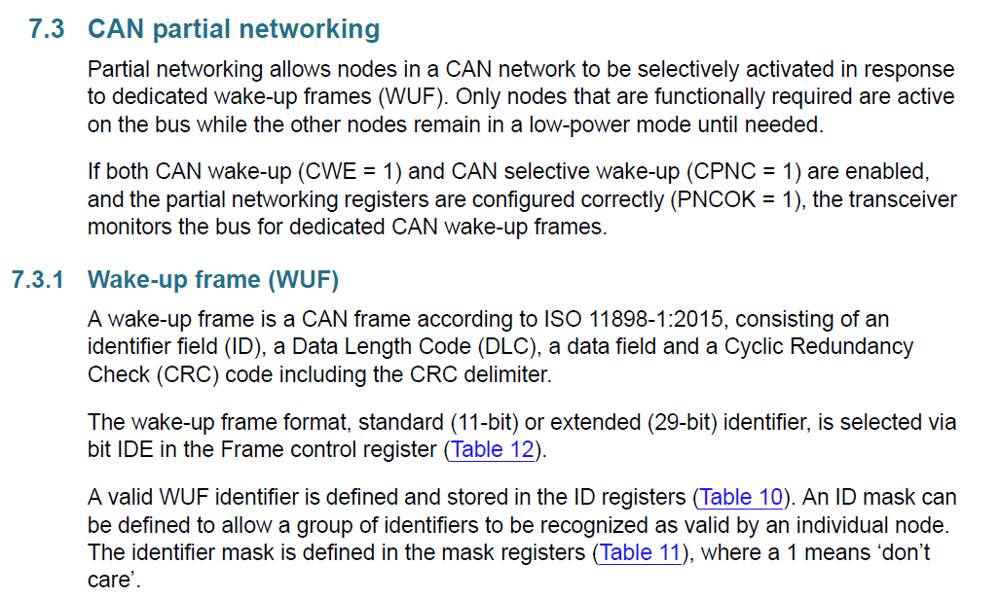 7.3 CAN partial networking
Partial networking allows nodes in a CAN network to be selectively activated in response
to dedicated wake-up frames (WUF). Only nodes that are functionally required are active
on the bus while the other nodes remain in a low-power mode until needed.
If both CAN wake-up (CWE = 1) and CAN selective wake-up (CPNC = 1) are enabled,
and the partial networking registers are configured correctly (PNCOK = 1), the transceiver
monitors the bus for dedicated CAN wake-up frames.
7.3.1 Wake-up frame (WUF)
A wake-up frame is a CAN frame according to ISO 11898-1:2015, consisting of an
identifier field (ID), a Data Length Code (DLC), a data field and a Cyclic Redundancy
Check (CRC) code including the CRC delimiter.
The wake-up frame format, standard (11-bit) or extended (29-bit) identifier, is selected via
bit IDE in the Frame control register (Table 12).
A valid WUF identifier is defined and stored in the ID registers (Table 10). An ID mask can
be defined to allow a group of identifiers to be recognized as valid by an individual node.
The identifier mask is defined in the mask registers (Table 11), where a 1 means ‘don’t
care’.